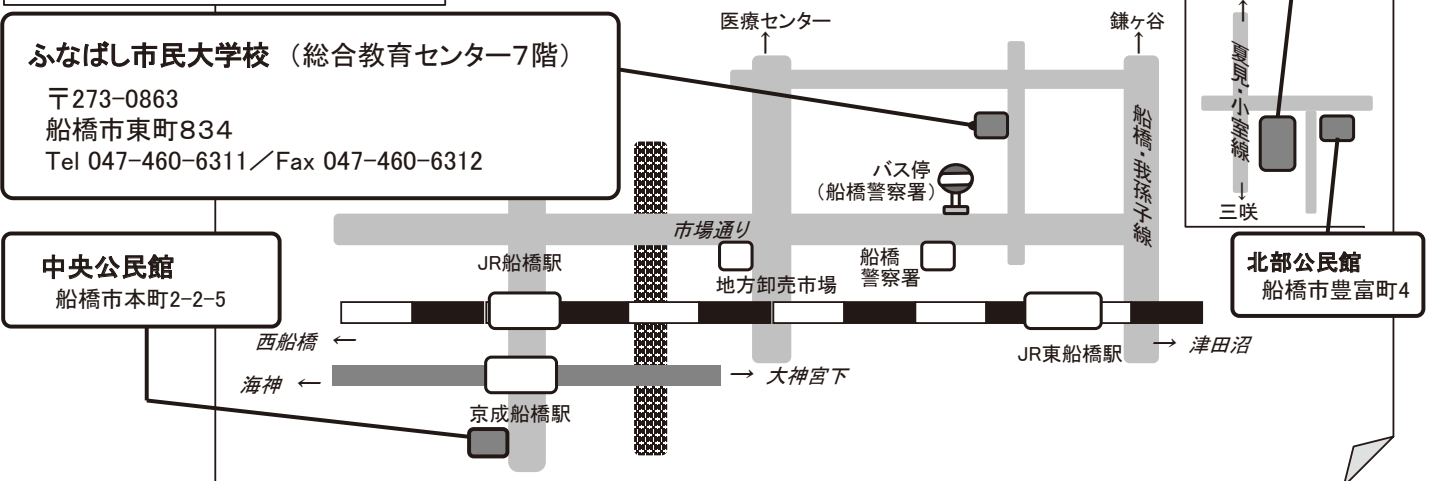 ふなばし市民大学校 （総合教育センター7階）
〒273-0863
船橋市東町834
Tel 047-460-6311／Fax 047-460-6312
中央公民館
船橋市本町2-2-5
医療センター
↑
鎌ヶ谷
↑
船橋・我孫子線
バス停
（船橋警察署）
市場通り
JR船橋駅
地方卸売市場
船橋
警察署
西船橋 ←
JR東船橋駅
→ 津田沼
海神 ←
→ 大神宮下
京成船橋駅
↑
夏見・小室線
↓
三咲
北部公民館
船橋市豊富町4